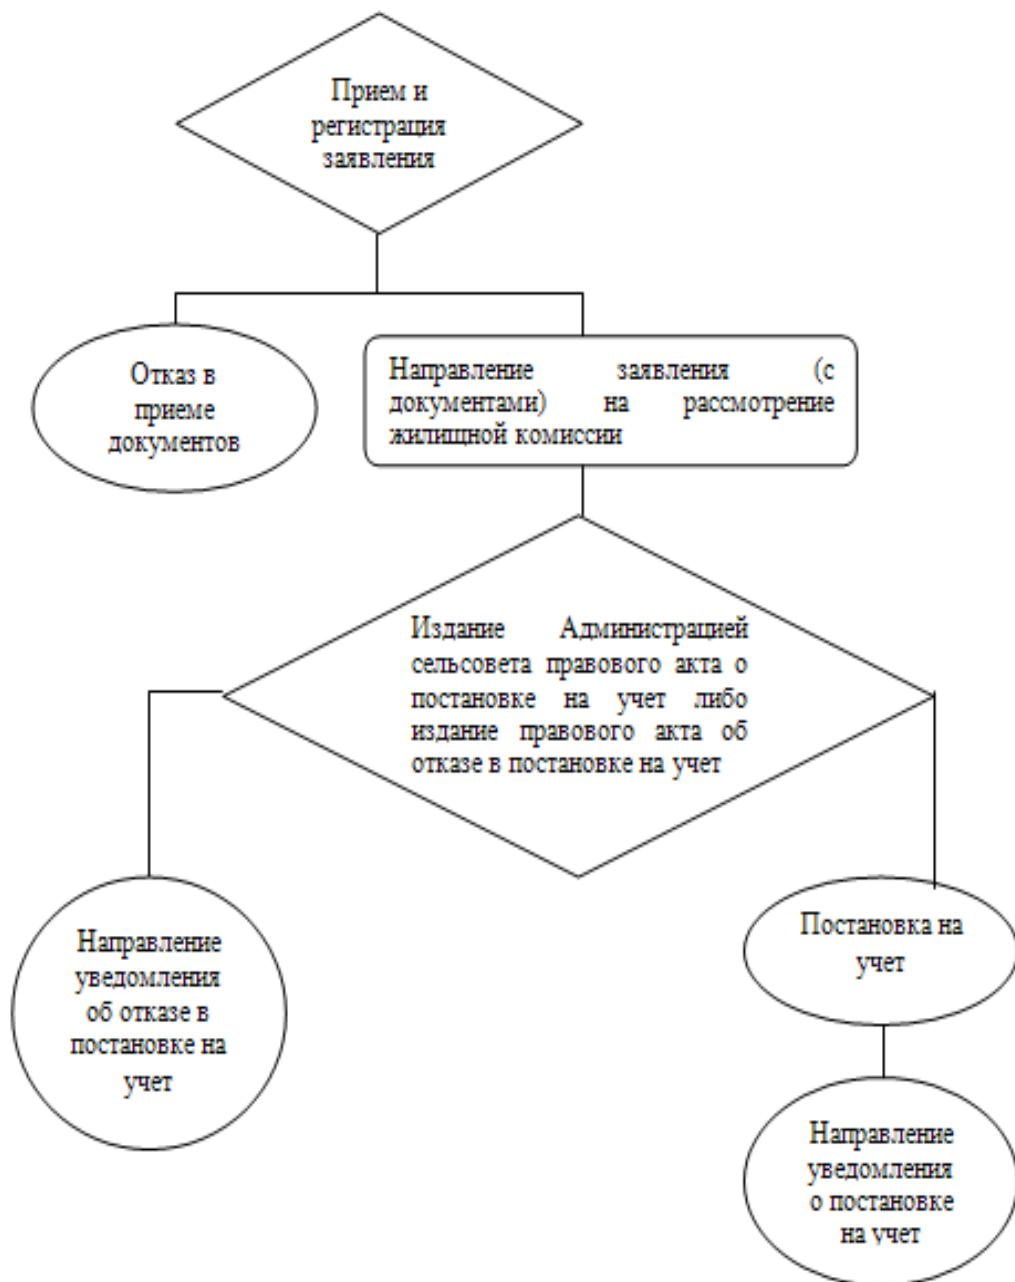 Прием и
регистрация
заявления
Отказ в
приеме
документов
Направление заявления (с
документами) на рассмотрение
жилищной комиссии
Издание Администрацией
сельсовета правового акта о
постановке на учет либо
издание правового акта об
отказе в постановке на учет
Направление
уведомления
об отказе в
постановке на
учет
Постановка на
учет
Направление
уведомления
о постановке
на учет